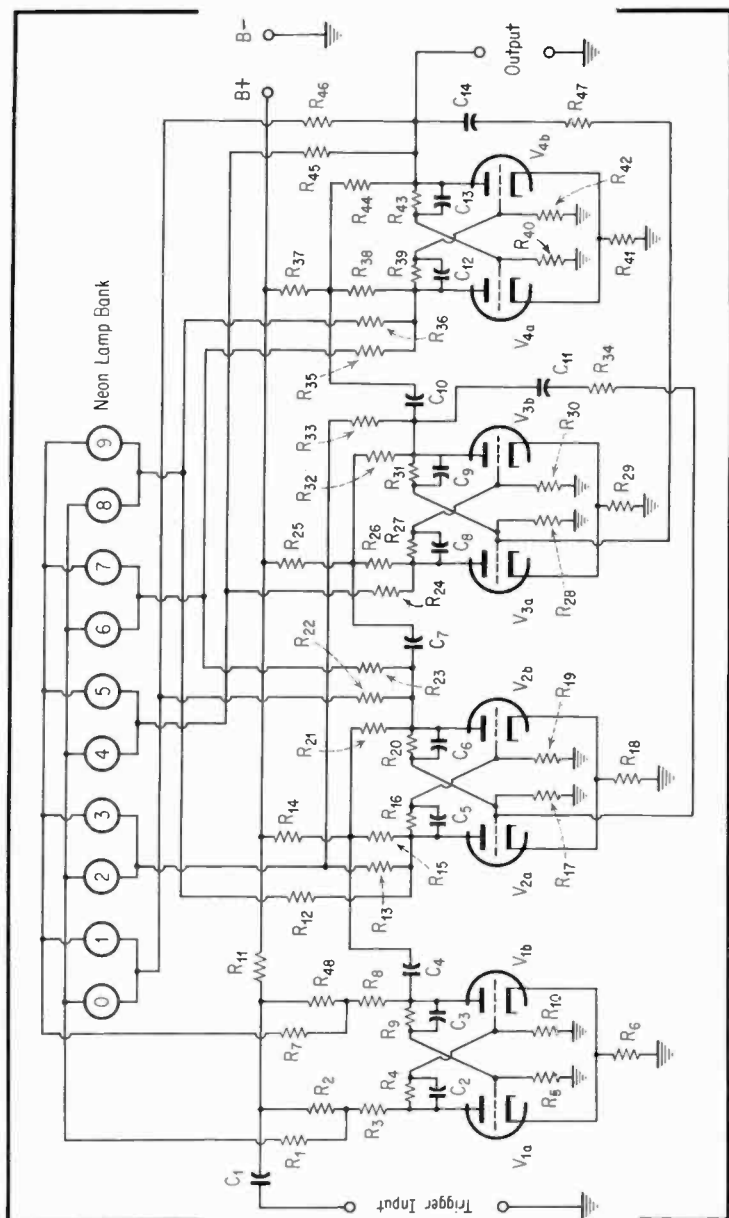 Neon Lamp Bank
0 1 2 3 4 5 6 7 8 9
B+ B-
C1
R11
R14
R25
R37
R46
R45
R1
R2
R7
R48
R12
R13
R15
R21
R22
R23
R24
R26
R32
R33
R35
R36
R38
R44
R3
R8
C4
C7
C10
R4
R9
R16
R20
R27
R31
R39
R43
C2
C3
C5
C6
C8
C9
C12
C13
C11
C14
Trigger Input
Output
R5
R10
R17
R19
R28
R30
R40
R42
R34
R47
V1a
V1b
V2a
V2b
V3a
V3b
V4a
V4b
R6
R18
R29
R41